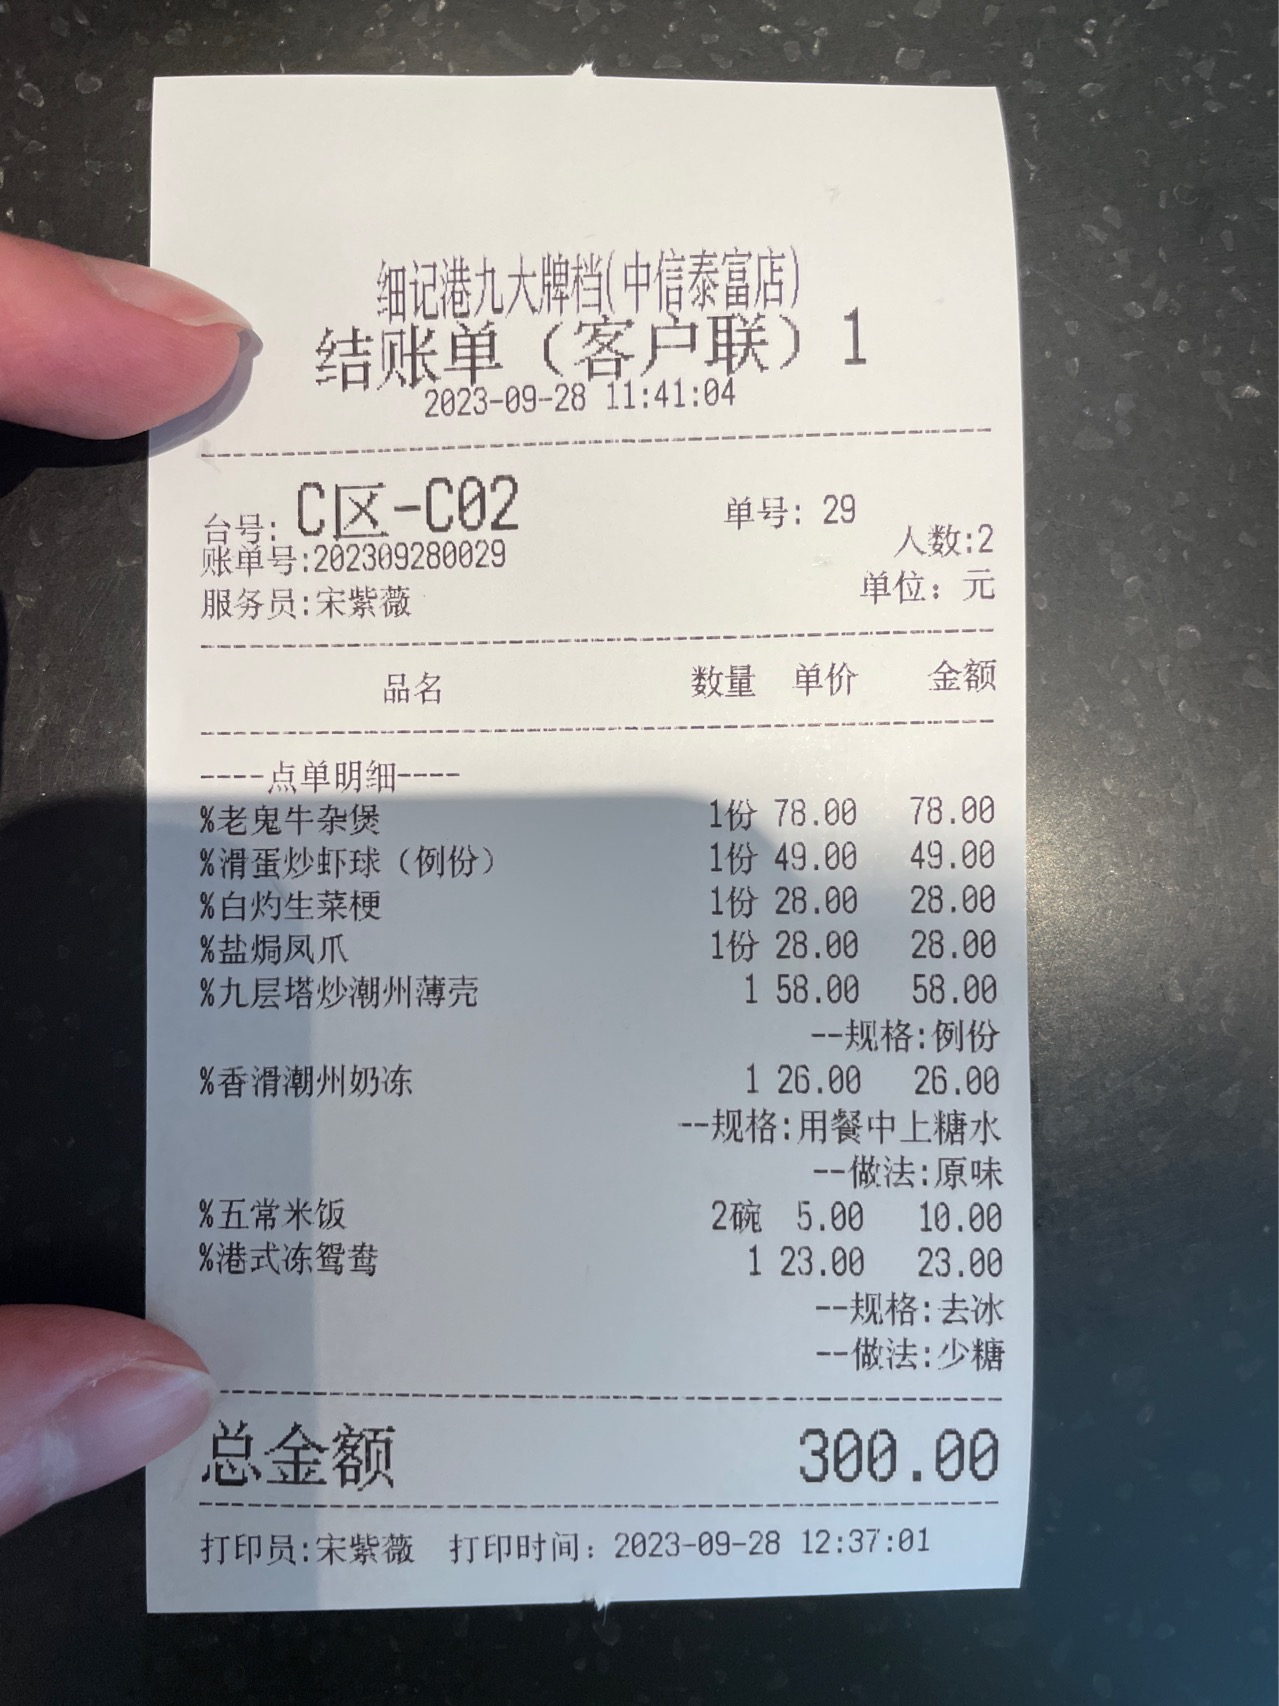 细记港九大牌档(中信泰富店)
结账单（客户联）1
2023-09-28 11:41:04
台号: C区-C02 单号: 29
人数:2
账单号:202309280029
单位: 元
服务员:宋紫薇
品名 数量 单价 金额
----点单明细----
%老鬼牛杂煲 1份 78.00 78.00
%滑蛋炒虾球（例份） 1份 49.00 49.00
%白灼生菜梗 1份 28.00 28.00
%盐焗凤爪 1份 28.00 28.00
%九层塔炒潮州薄壳 1 58.00 58.00
--规格:例份
%香滑潮州奶冻 1 26.00 26.00
--规格:用餐中上糖水
--做法:原味
%五常米饭 2碗 5.00 10.00
%港式冻鸳鸯 1 23.00 23.00
--规格:去冰
--做法:少糖
总金额 300.00
打印员:宋紫薇 打印时间: 2023-09-28 12:37:01